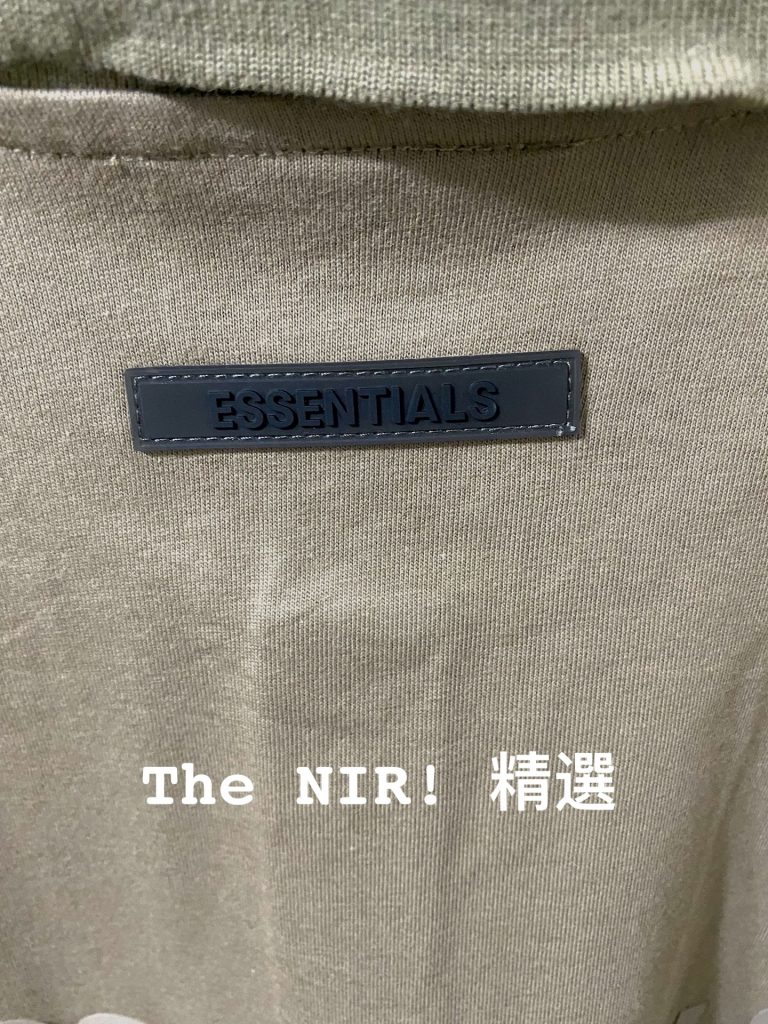 ESSENTIALS
The NIR! 精選